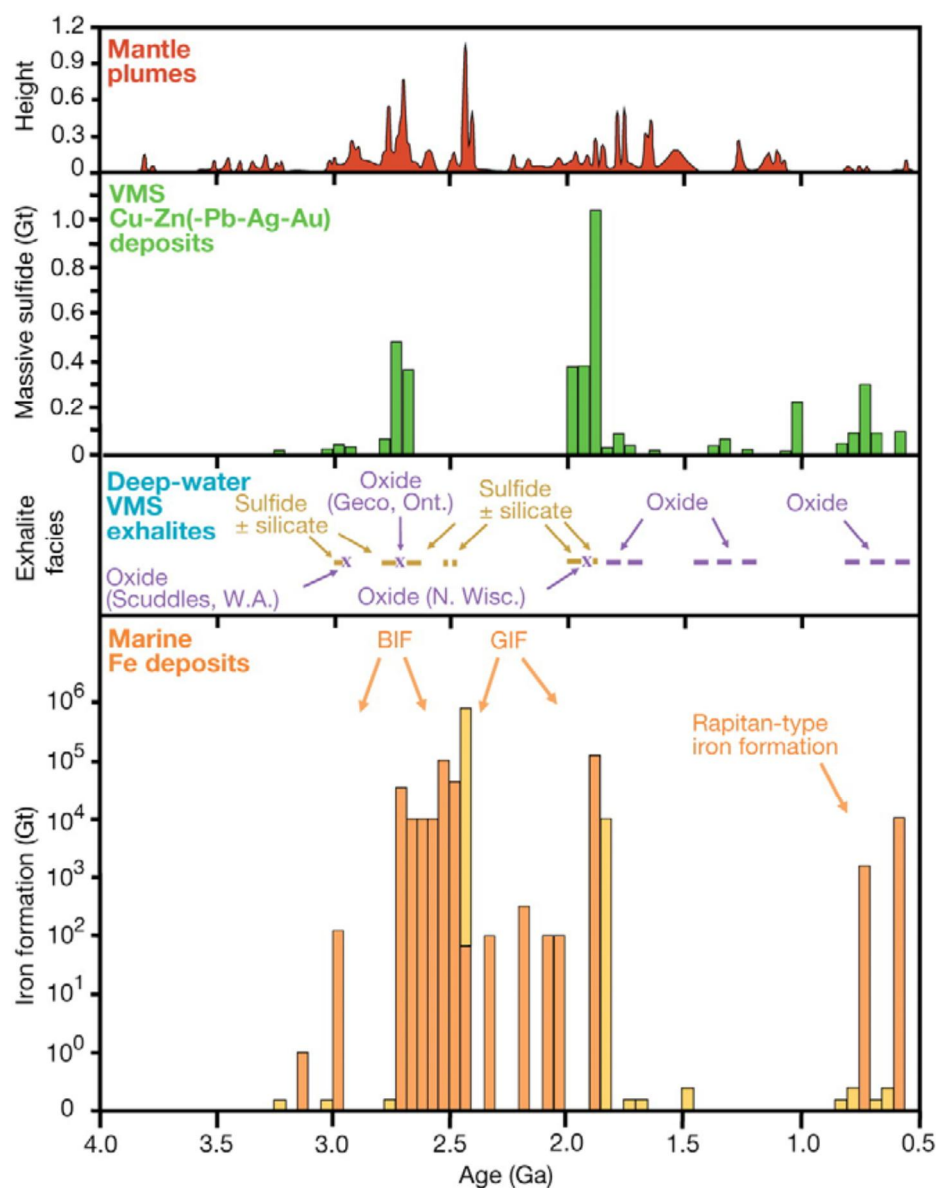 1.2
0.9
0.6
0.3
0
Height
Mantle
plumes
1.0
0.8
0.6
0.4
0.2
0
Massive sulfide (Gt)
VMS
Cu-Zn(-Pb-Ag-Au)
deposits
Exhalite
facies
Deep-water
VMS
exhalites
Sulfide
± silicate
Oxide
(Geco, Ont.)
Sulfide
± silicate
Oxide
Oxide
x
x
x
Oxide
(Scuddles, W.A.)
Oxide (N. Wisc.)
Marine
Fe deposits
BIF
GIF
Rapitan-type
iron formation
10⁶
10⁵
10⁴
10³
10²
10¹
10⁰
0
Iron formation (Gt)
4.0 3.5 3.0 2.5 2.0 1.5 1.0 0.5
Age (Ga)